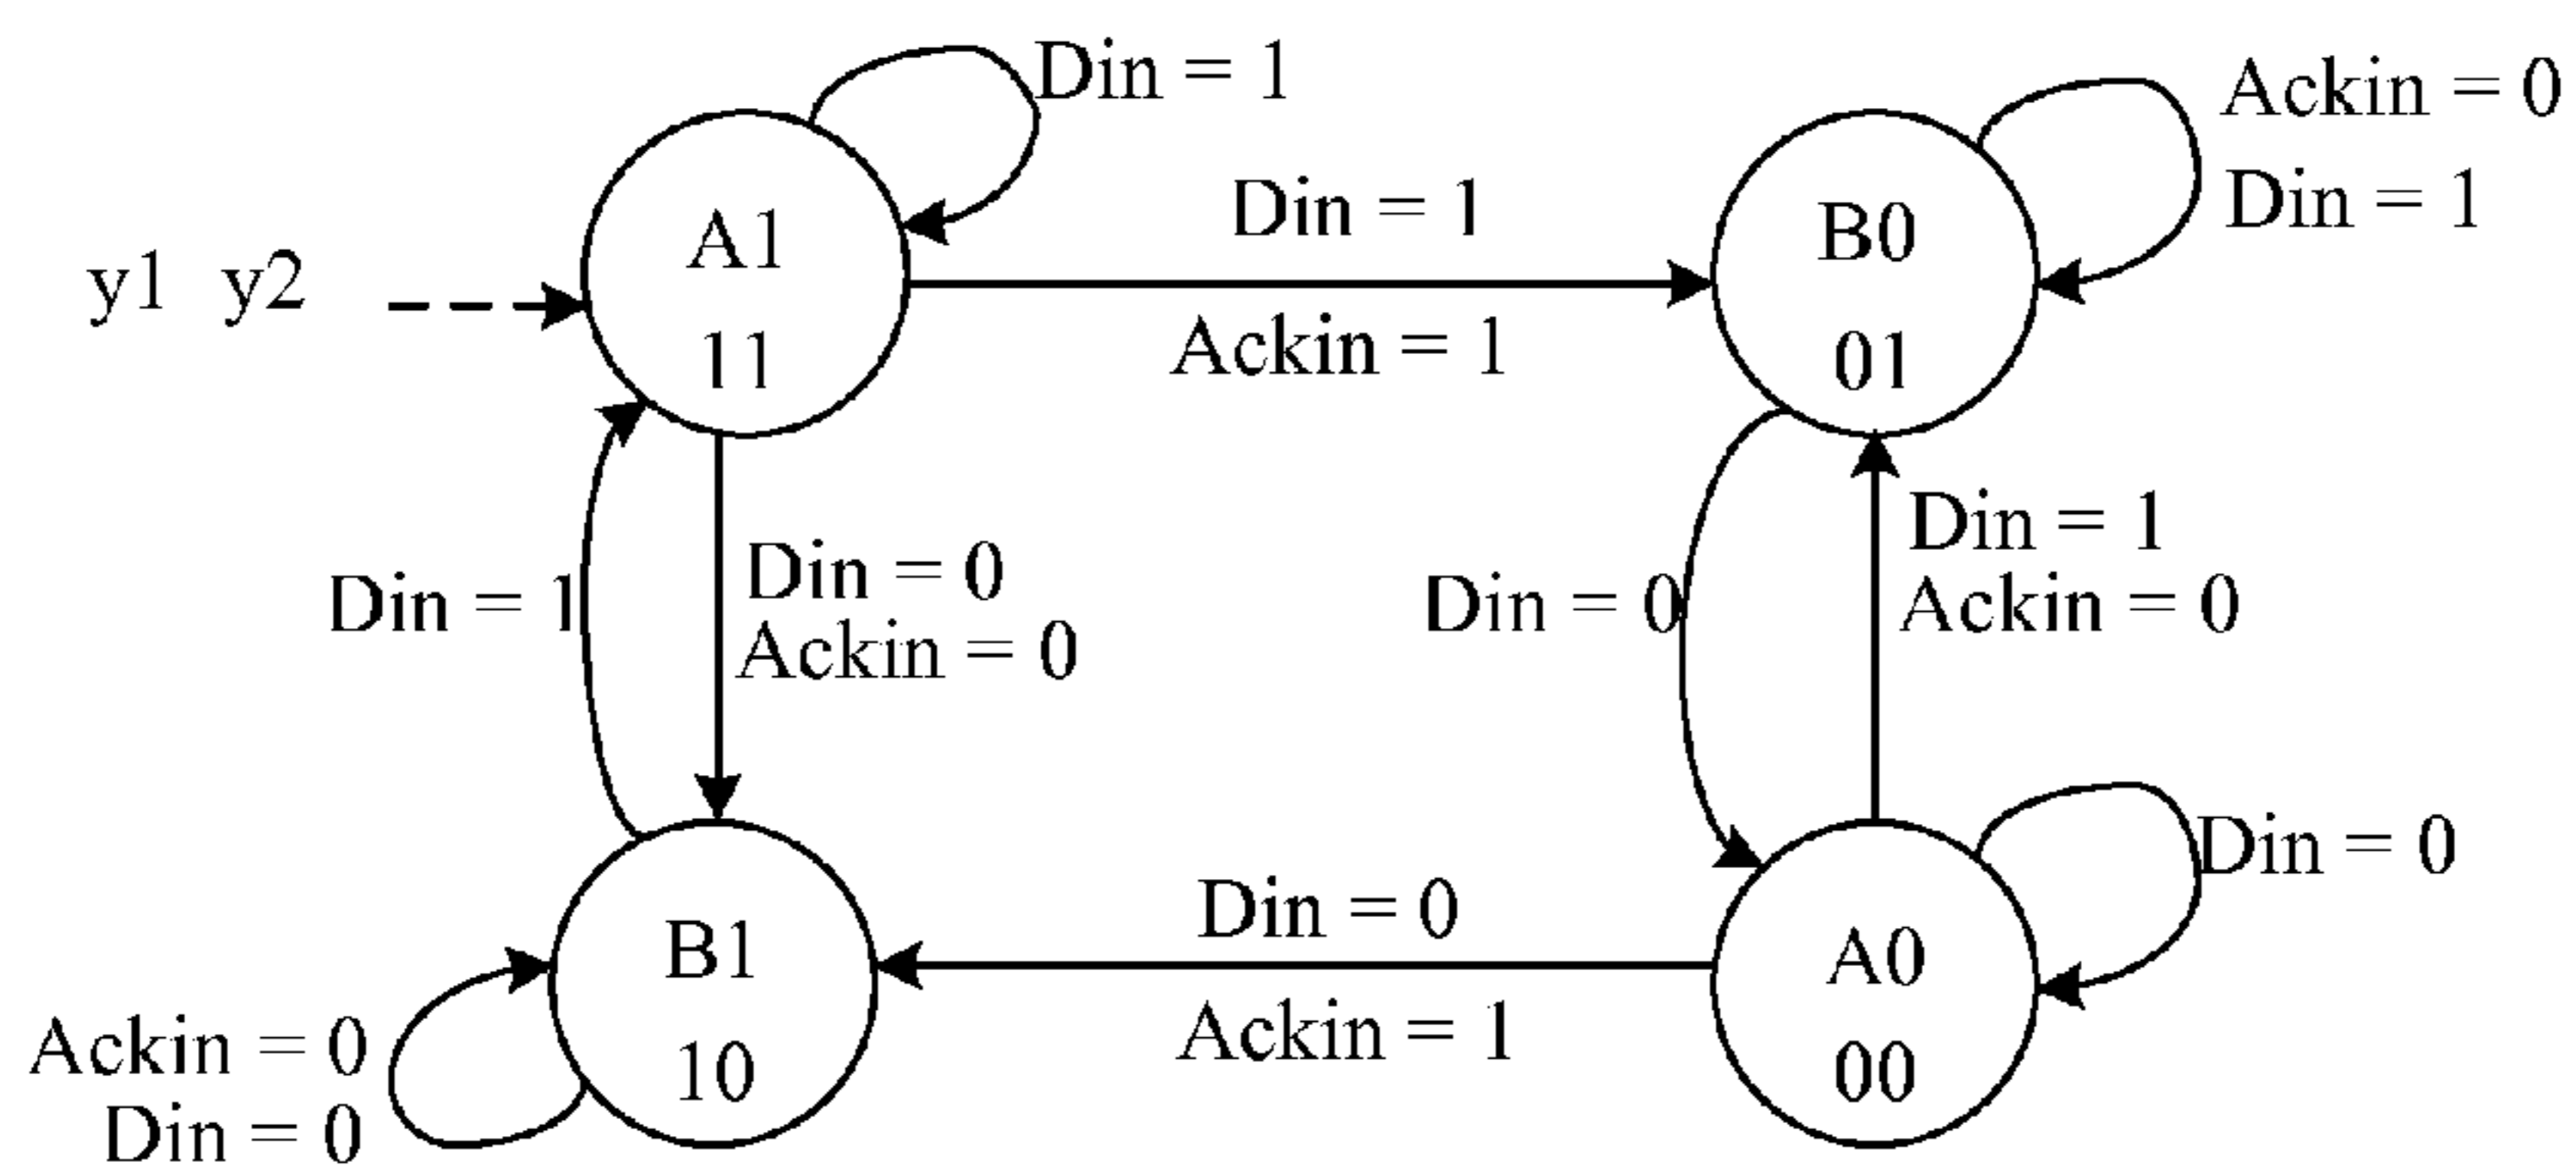 Din = 1
Ackin = 0
Din = 1
Din = 1
A1
B0
y1 y2
Ackin = 1
11
01
Din = 1
Din = 0
Ackin = 0
Din = 0
Din = 1
Ackin = 0
Din = 0
Din = 0
B1
A0
Ackin = 0
Din = 0
10
Ackin = 1
00